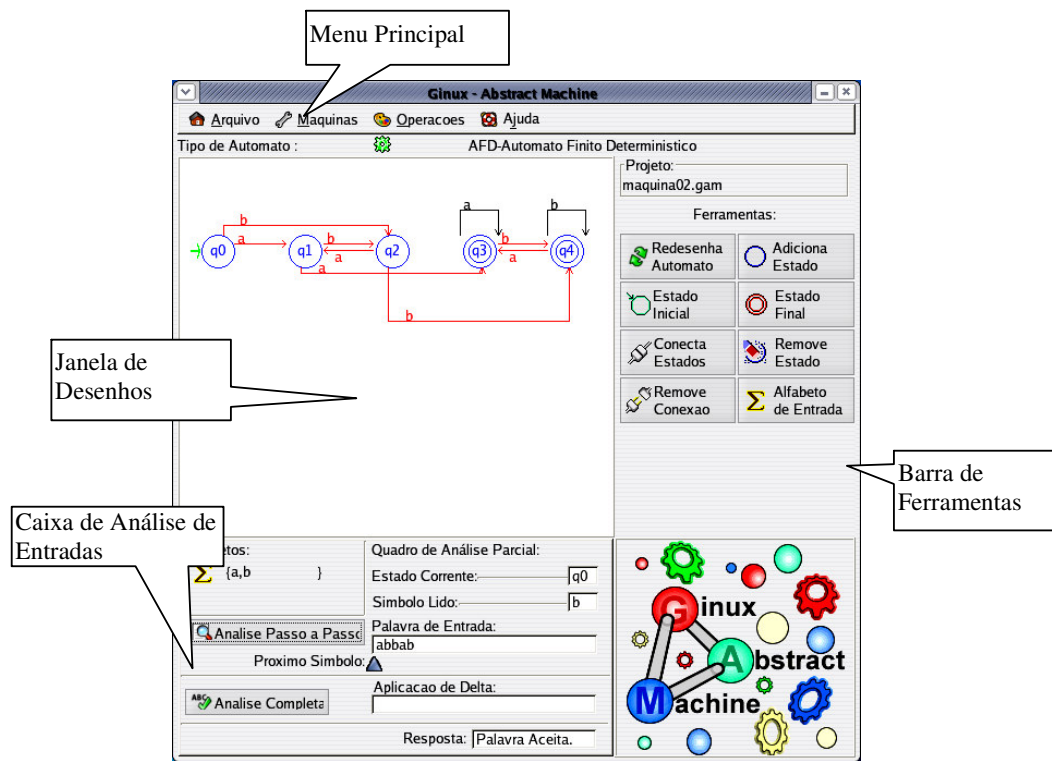 Menu Principal
Ginux - Abstract Machine
Arquivo Maquinas Operacoes Ajuda
Tipo de Automato : AFD-Automato Finito Deterministico
Projeto:
maquina02.gam
Ferramentas:
Redesenha
Automato
Adiciona
Estado
Estado
Inicial
Estado
Final
Conecta
Estados
Remove
Estado
Remove
Conexao
Alfabeto
de Entrada
a b
b
a b b
q0 q1 q2 q3 q4
a a
a
b
Janela de
Desenhos
Barra de
Ferramentas
Caixa de Análise de
Entradas
etos:
Σ {a,b }
Quadro de Análise Parcial:
Estado Corrente: q0
Simbolo Lido: b
Analise Passo a Passo
Palavra de Entrada:
abbab
Proximo Simbolo:
Analise Completa
Aplicacao de Delta:
Resposta: Palavra Aceita.
Ginux
Abstract
Machine